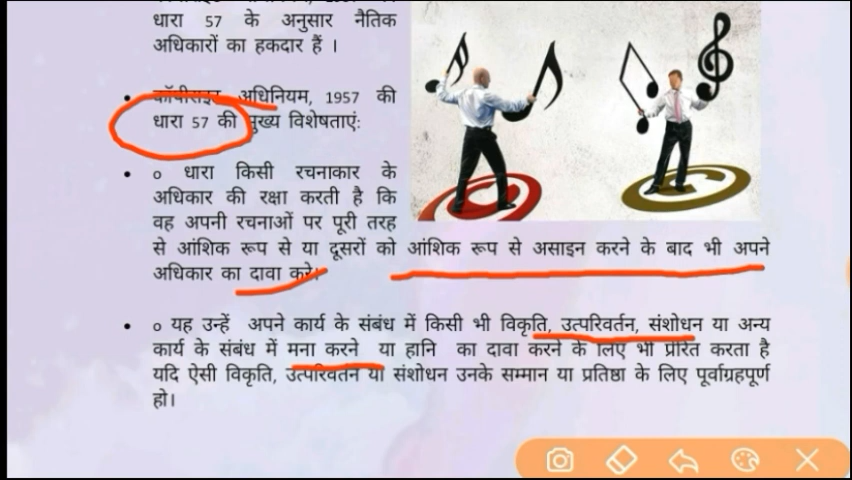 धारा 57 के अनुसार नैतिक
अधिकारों का हकदार हैं ।
कॉपीराइट अधिनियम, 1957 की
धारा 57 की मुख्य विशेषताएं:
o धारा किसी रचनाकार के
अधिकार की रक्षा करती है कि
वह अपनी रचनाओं पर पूरी तरह
से आंशिक रूप से या दूसरों को आंशिक रूप से असाइन करने के बाद भी अपने
अधिकार का दावा करे।
o यह उन्हें अपने कार्य के संबंध में किसी भी विकृति, उत्परिवर्तन, संशोधन या अन्य
कार्य के संबंध में मना करने या हानि का दावा करने के लिए भी प्रेरित करता है
यदि ऐसी विकृति, उत्परिवर्तन या संशोधन उनके सम्मान या प्रतिष्ठा के लिए पूर्वाग्रहपूर्ण
हो।